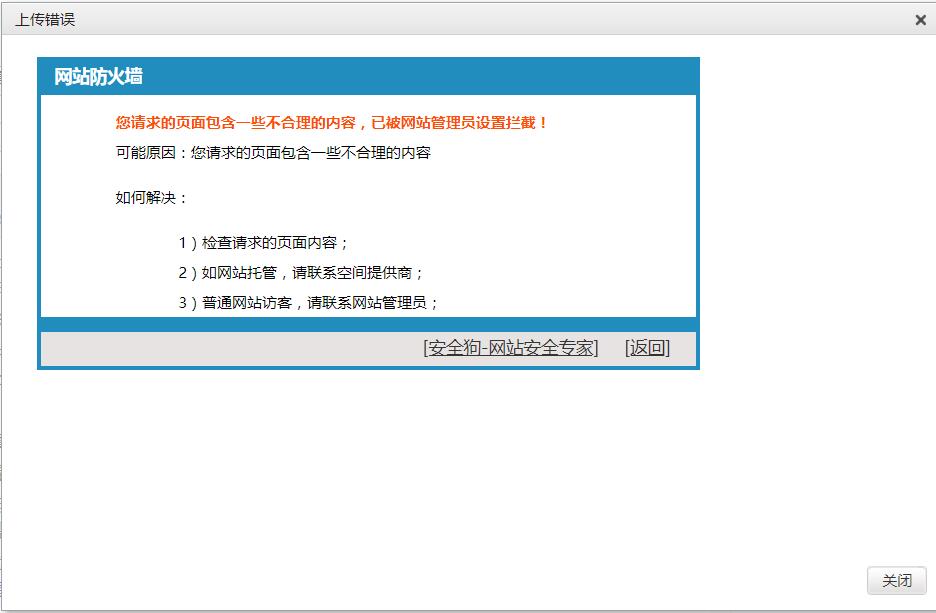 上传错误
网站防火墙
您请求的页面包含一些不合理的内容，已被网站管理员设置拦截！
可能原因：您请求的页面包含一些不合理的内容
如何解决：
1）检查请求的页面内容；
2）如网站托管，请联系空间提供商；
3）普通网站访客，请联系网站管理员；
[安全狗-网站安全专家] [返回]
关闭